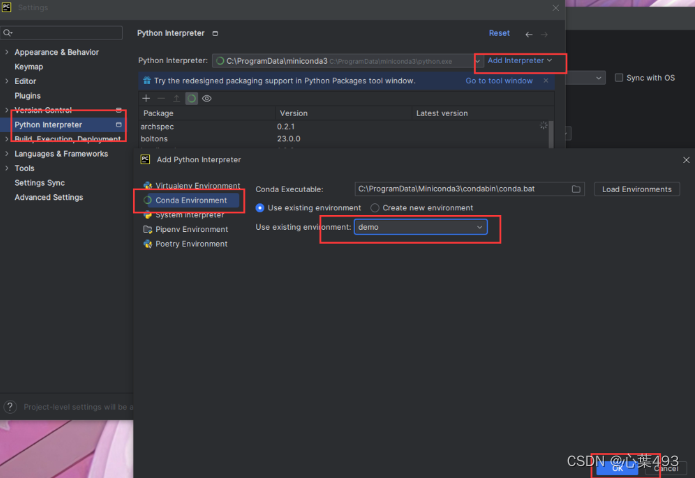 PC Settings
Python Interpreter
Reset
Appearance & Behavior
Keymap
Editor
Plugins
Version Control
Python Interpreter
Build, Execution, Deployment
Languages & Frameworks
Tools
Settings Sync
Advanced Settings
Python Interpreter: C:\ProgramData\miniconda3 C:\ProgramData\miniconda3\python.exe Add Interpreter
Try the redesigned packaging support in Python Packages tool window. Go to tool window
Sync with OS
Package Version Latest version
archspec 0.2.1
boltons 23.0.0
PC Add Python Interpreter
Virtualenv Environment
Conda Environment
System Interpreter
Pipenv Environment
Poetry Environment
Conda Executable: C:\ProgramData\Miniconda3\condabin\conda.bat Load Environments
Use existing environment Create new environment
Use existing environment: demo
? Project-level settings will be a
OK Cancel
CSDN @心葉493